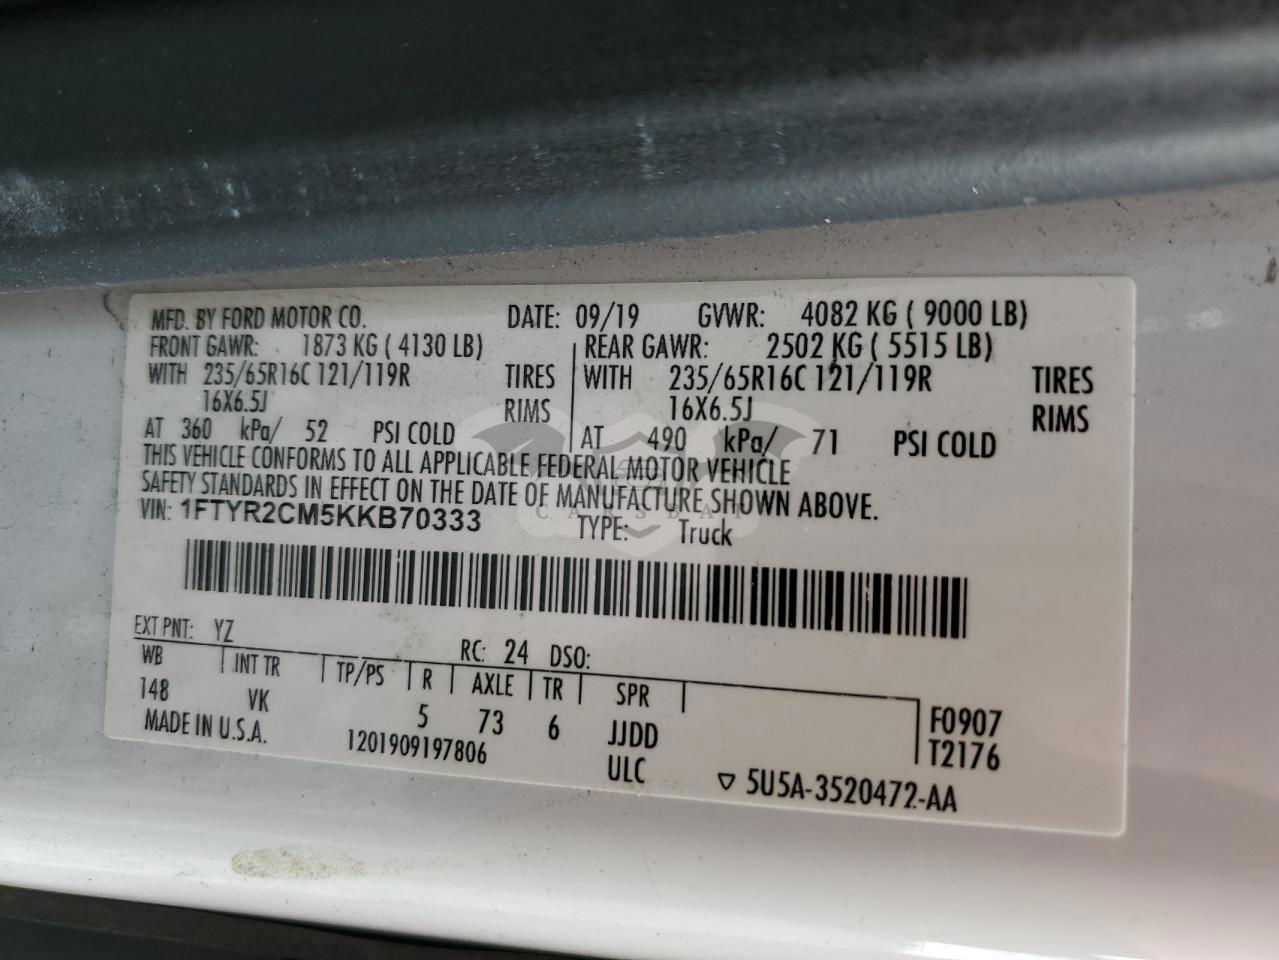 MFD. BY FORD MOTOR CO. DATE: 09/19 GVWR: 4082 KG ( 9000 LB)
FRONT GAWR: 1873 KG ( 4130 LB) REAR GAWR: 2502 KG ( 5515 LB)
WITH 235/65R16C 121/119R TIRES WITH 235/65R16C 121/119R TIRES
16X6.5J RIMS 16X6.5J RIMS
AT 360 kPa/ 52 PSI COLD AT 490 kPa/ 71 PSI COLD
THIS VEHICLE CONFORMS TO ALL APPLICABLE FEDERAL MOTOR VEHICLE
SAFETY STANDARDS IN EFFECT ON THE DATE OF MANUFACTURE SHOWN ABOVE.
CARSBAT
VIN: 1FTYR2CM5KKB70333 TYPE: Truck
EXT PNT: YZ RC: 24 DSO:
WB INT TR TP/PS R AXLE TR SPR
148 VK 5 73 6 JJDD F0907
MADE IN U.S.A. 1201909197806 ULC T2176
5U5A-3520472-AA